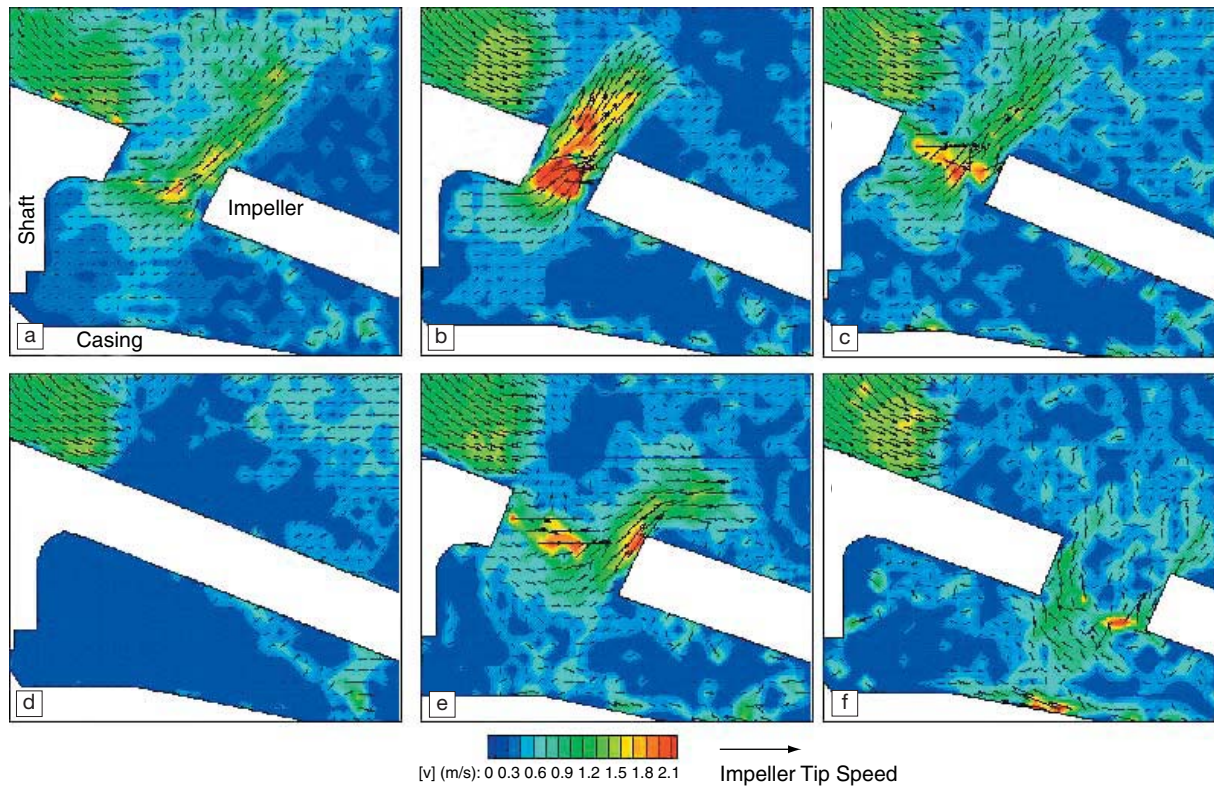 Shaft
Impeller
Casing
a
b
c
d
e
f
[v] (m/s): 0 0.3 0.6 0.9 1.2 1.5 1.8 2.1
Impeller Tip Speed